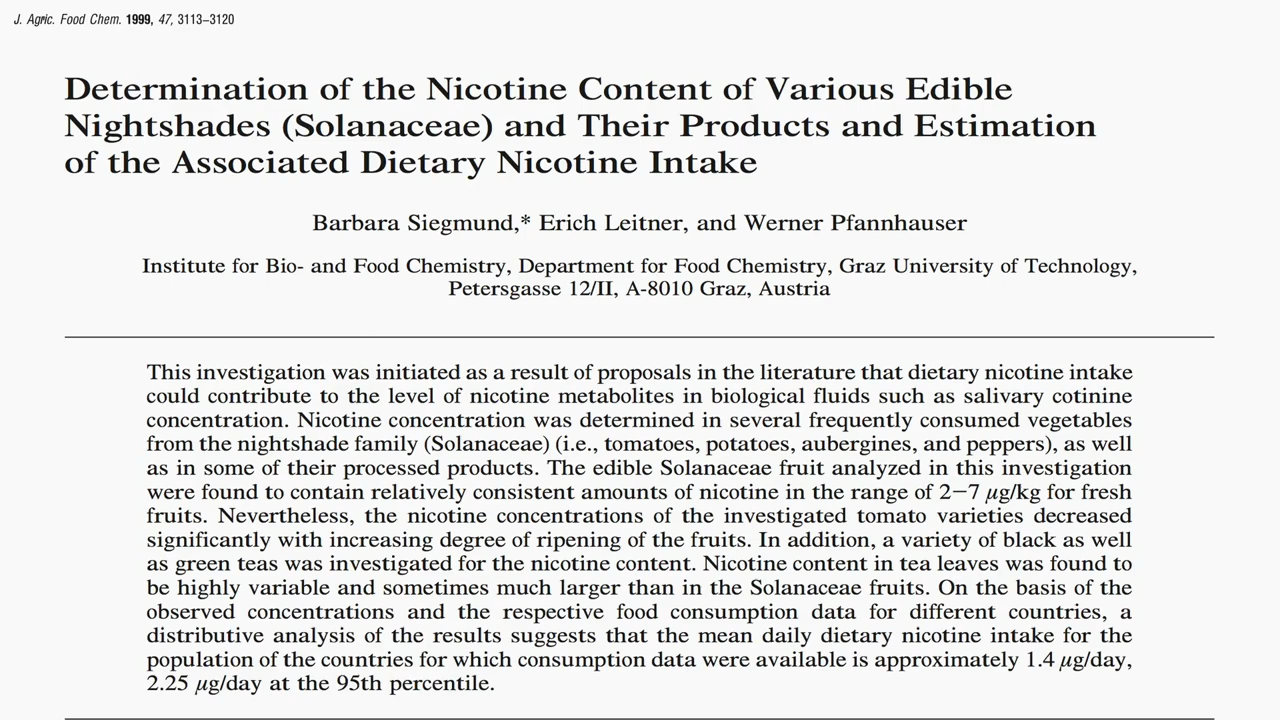 J. Agric. Food Chem. 1999, 47, 3113−3120
Determination of the Nicotine Content of Various Edible
Nightshades (Solanaceae) and Their Products and Estimation
of the Associated Dietary Nicotine Intake
Barbara Siegmund,* Erich Leitner, and Werner Pfannhauser
Institute for Bio- and Food Chemistry, Department for Food Chemistry, Graz University of Technology,
Petersgasse 12/II, A-8010 Graz, Austria
This investigation was initiated as a result of proposals in the literature that dietary nicotine intake
could contribute to the level of nicotine metabolites in biological fluids such as salivary cotinine
concentration. Nicotine concentration was determined in several frequently consumed vegetables
from the nightshade family (Solanaceae) (i.e., tomatoes, potatoes, aubergines, and peppers), as well
as in some of their processed products. The edible Solanaceae fruit analyzed in this investigation
were found to contain relatively consistent amounts of nicotine in the range of 2−7 μg/kg for fresh
fruits. Nevertheless, the nicotine concentrations of the investigated tomato varieties decreased
significantly with increasing degree of ripening of the fruits. In addition, a variety of black as well
as green teas was investigated for the nicotine content. Nicotine content in tea leaves was found to
be highly variable and sometimes much larger than in the Solanaceae fruits. On the basis of the
observed concentrations and the respective food consumption data for different countries, a
distributive analysis of the results suggests that the mean daily dietary nicotine intake for the
population of the countries for which consumption data were available is approximately 1.4 μg/day,
2.25 μg/day at the 95th percentile.